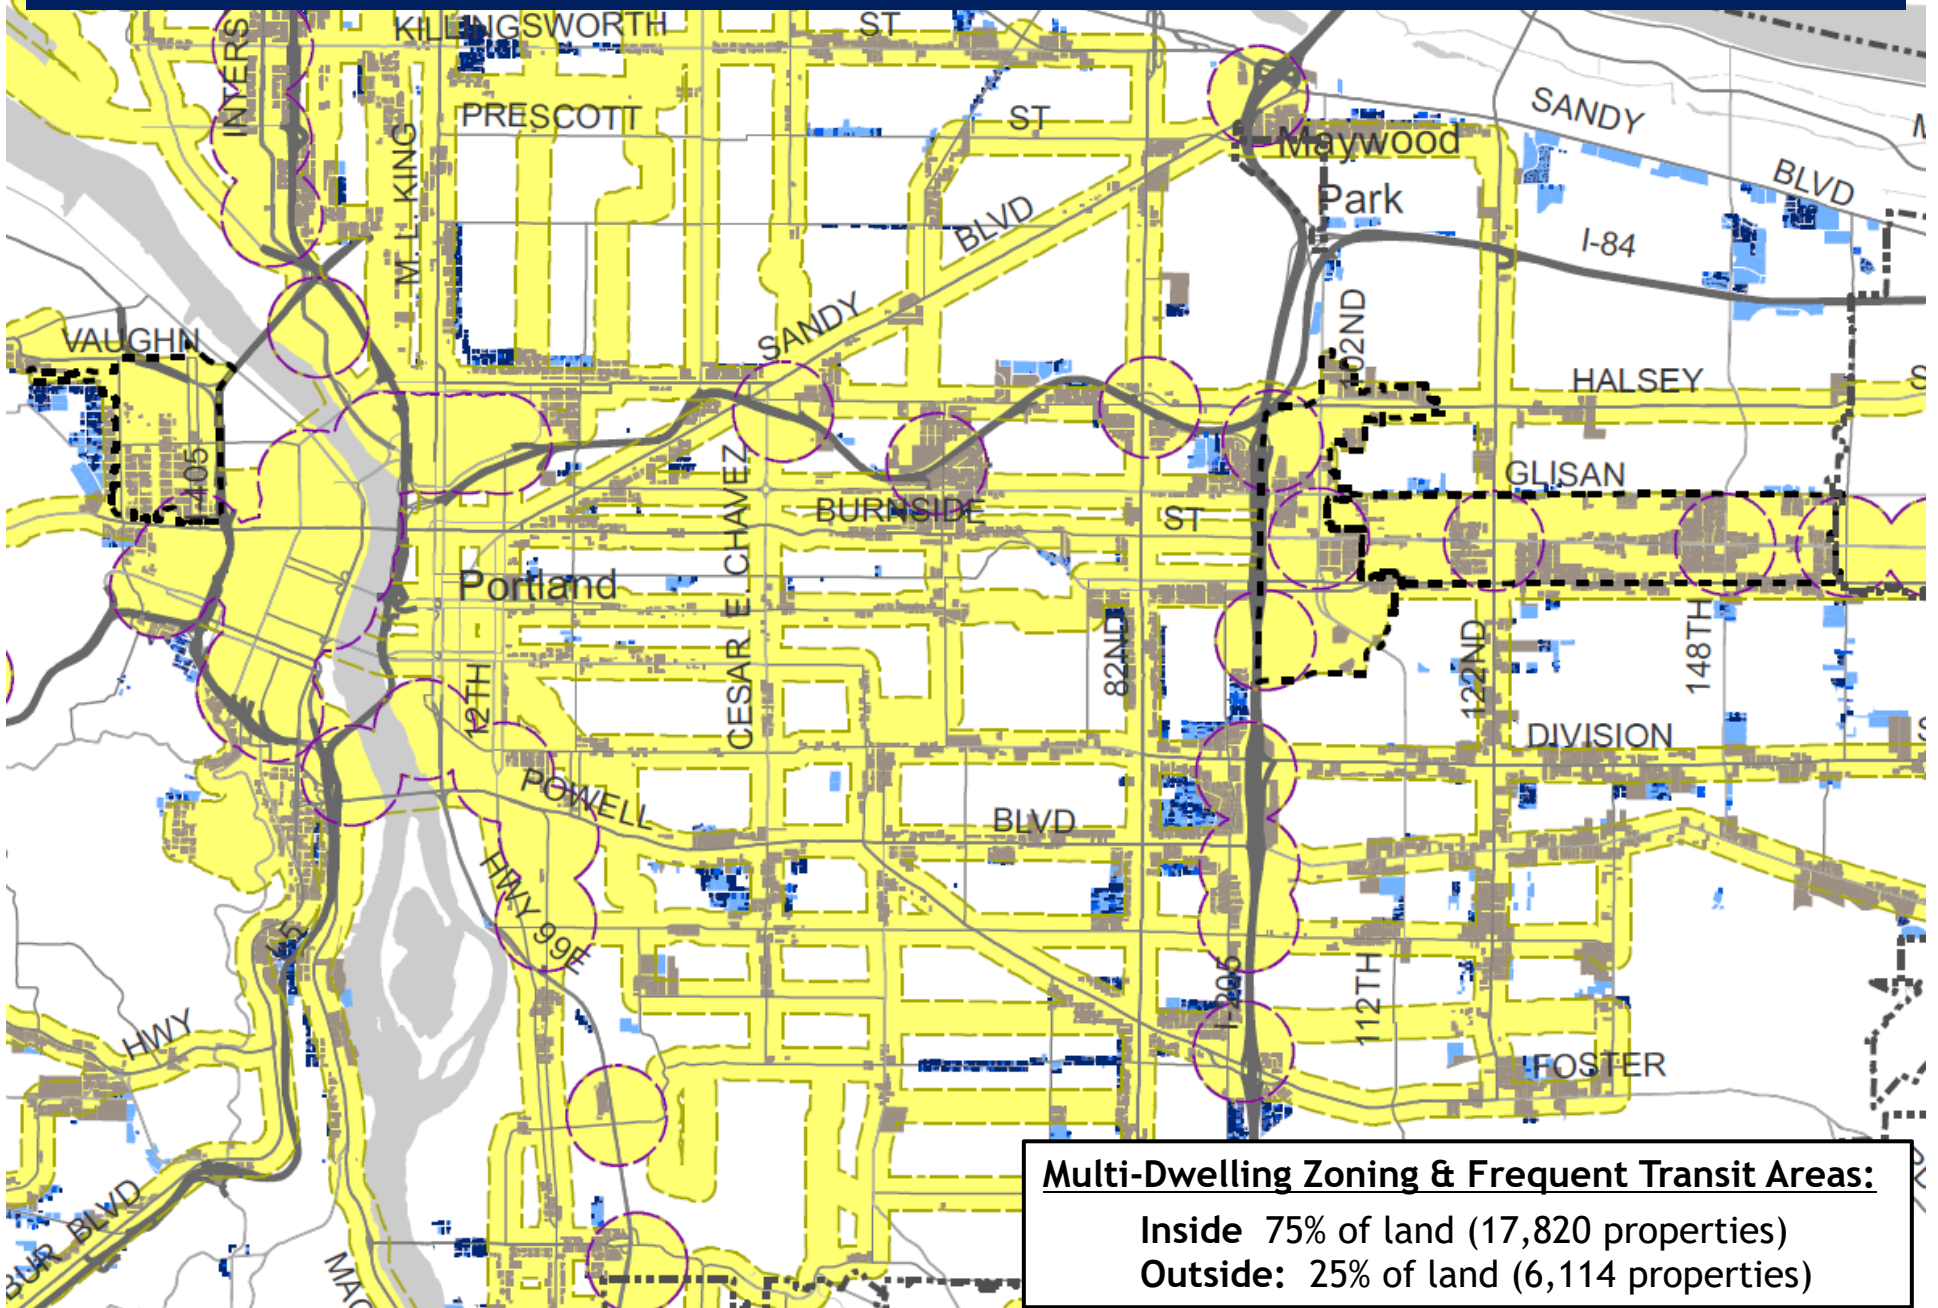 KILLINGSWORTH ST
INTERS
PRESCOTT ST
M. L. KING
SANDY BLVD
Maywood
Park
BLVD
I-84
SANDY
VAUGHN
102ND
HALSEY
405
GLISAN
BURNSIDE ST
CESAR E. CHAVEZ
Portland
82ND
122ND
148TH
12TH
DIVISION
POWELL BLVD
HWY 99E
I-5
I-205
112TH
HWY
FOSTER
BUR BLVD
MAC
Multi-Dwelling Zoning & Frequent Transit Areas:
Inside 75% of land (17,820 properties)
Outside: 25% of land (6,114 properties)